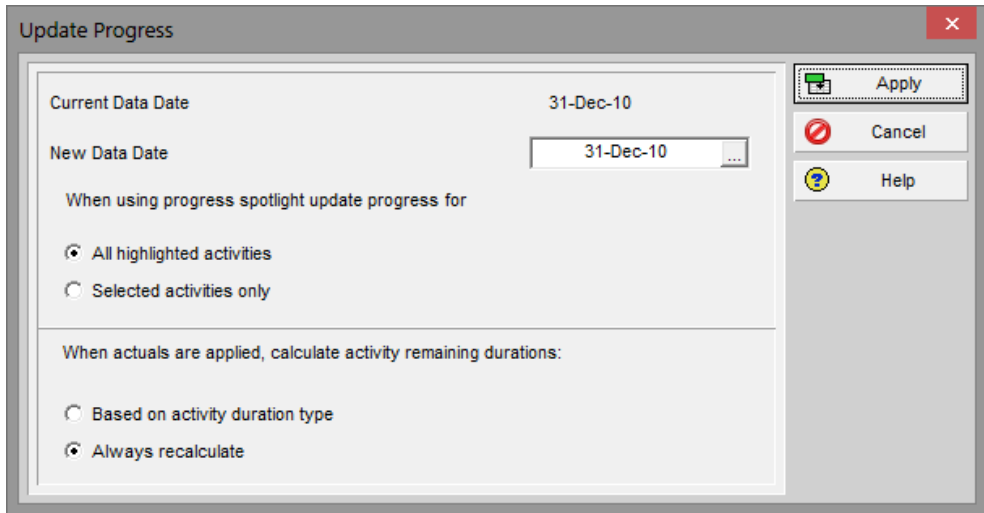 Update Progress
Current Data Date 31-Dec-10
New Data Date 31-Dec-10 ...
When using progress spotlight update progress for
All highlighted activities
Selected activities only
When actuals are applied, calculate activity remaining durations:
Based on activity duration type
Always recalculate
Apply
Cancel
? Help